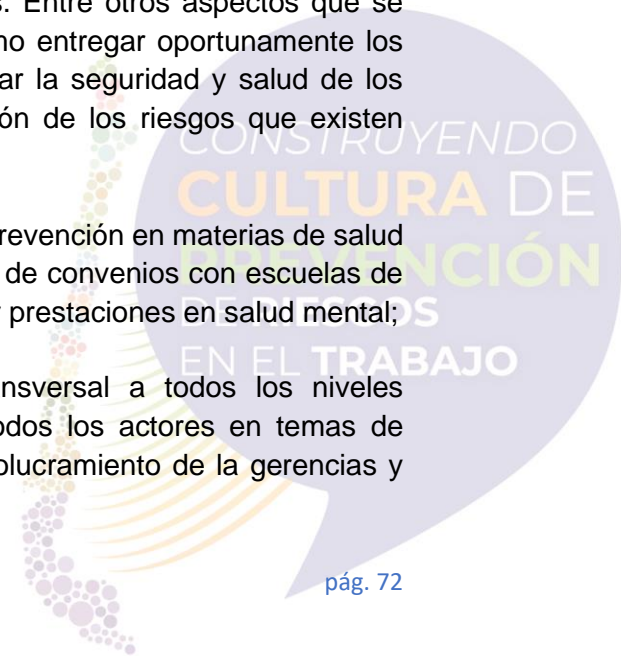 s. Entre otros aspectos que se
no entregar oportunamente los
ar la seguridad y salud de los
ón de los riesgos que existen
CONSTRUYENDO
CULTURA DE
revención en materias de salud
PREVENCIÓN
de convenios con escuelas de
r prestaciones en salud mental;
DE RIESGOS
EN EL TRABAJO
nsversal a todos los niveles
odos los actores en temas de
olucramiento de la gerencias y
pág. 72